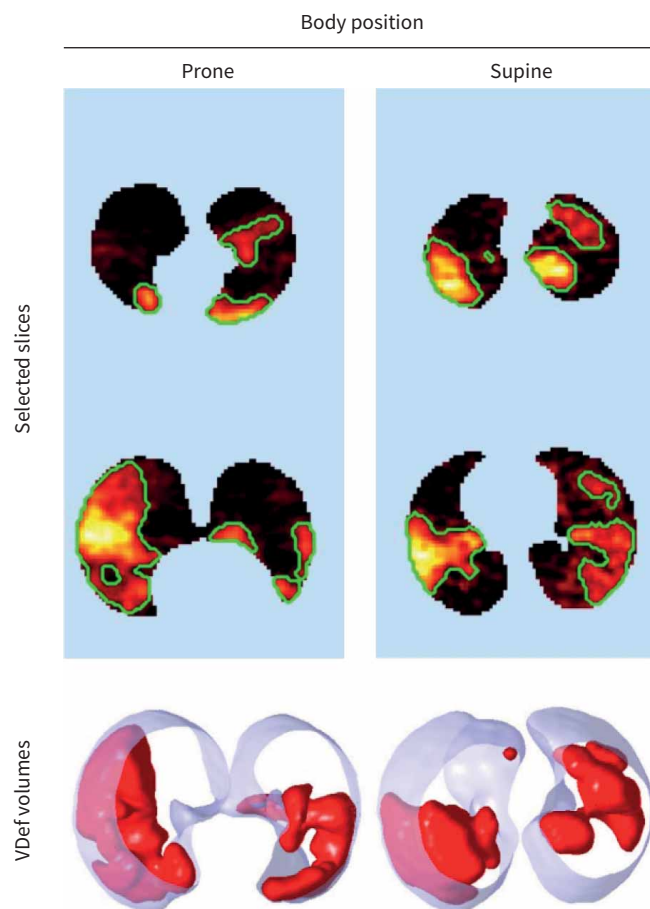 Body position
Prone
Supine
Selected slices
VDef volumes